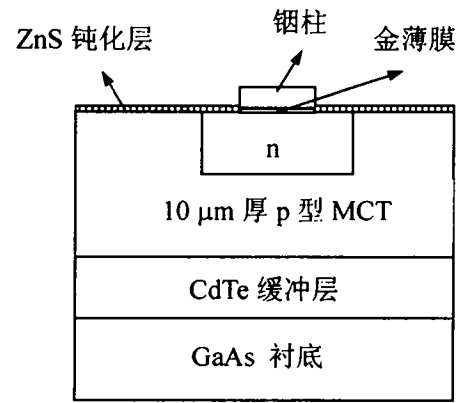 铟柱
ZnS 钝化层
金薄膜
n
10 μm 厚 p 型 MCT
CdTe 缓冲层
GaAs 衬底